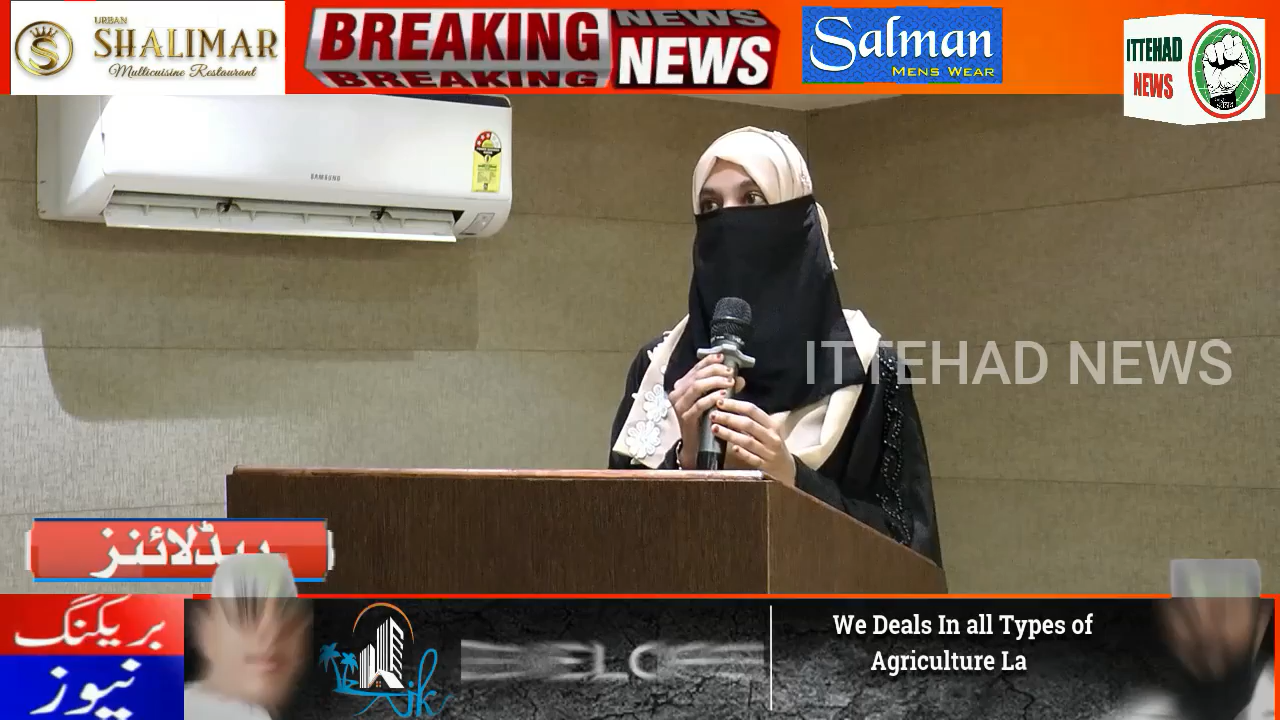 URBAN
SHALIMAR
Multicuisine Restaurant
BREAKING
NEWS
Salman
MENS WEAR
ITTEHAD
NEWS
SAMSUNG
ITTEHAD NEWS
ہیڈلائنز
بریکنگ
نیوز
We Deals In all Types of
Agriculture La